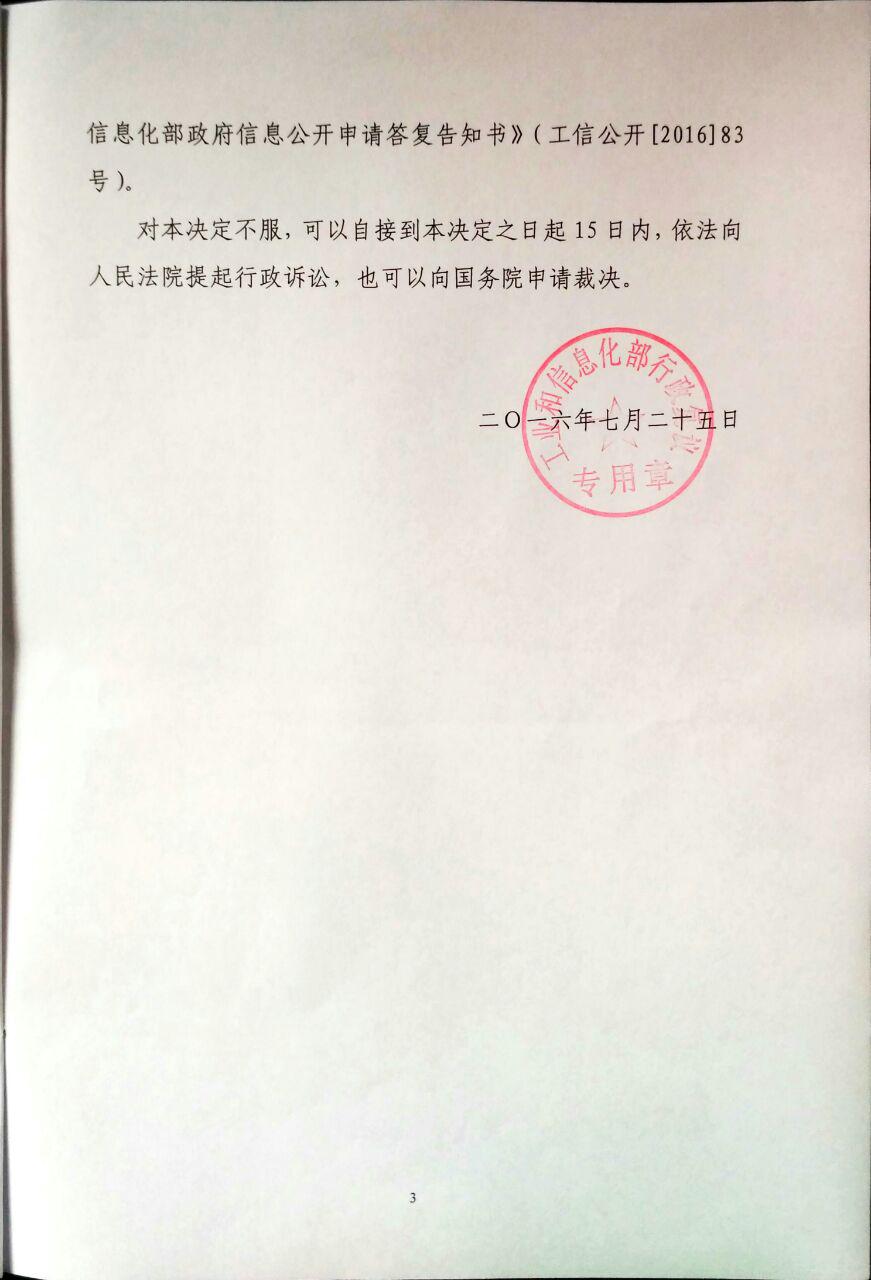 信息化部政府信息公开申请答复告知书》(工信公开[2016]83
号)。
对本决定不服，可以自接到本决定之日起 15 日内，依法向
人民法院提起行政诉讼，也可以向国务院申请裁决。
工业和信息化部行政复议
二〇一六年七月二十五日
专用章
3